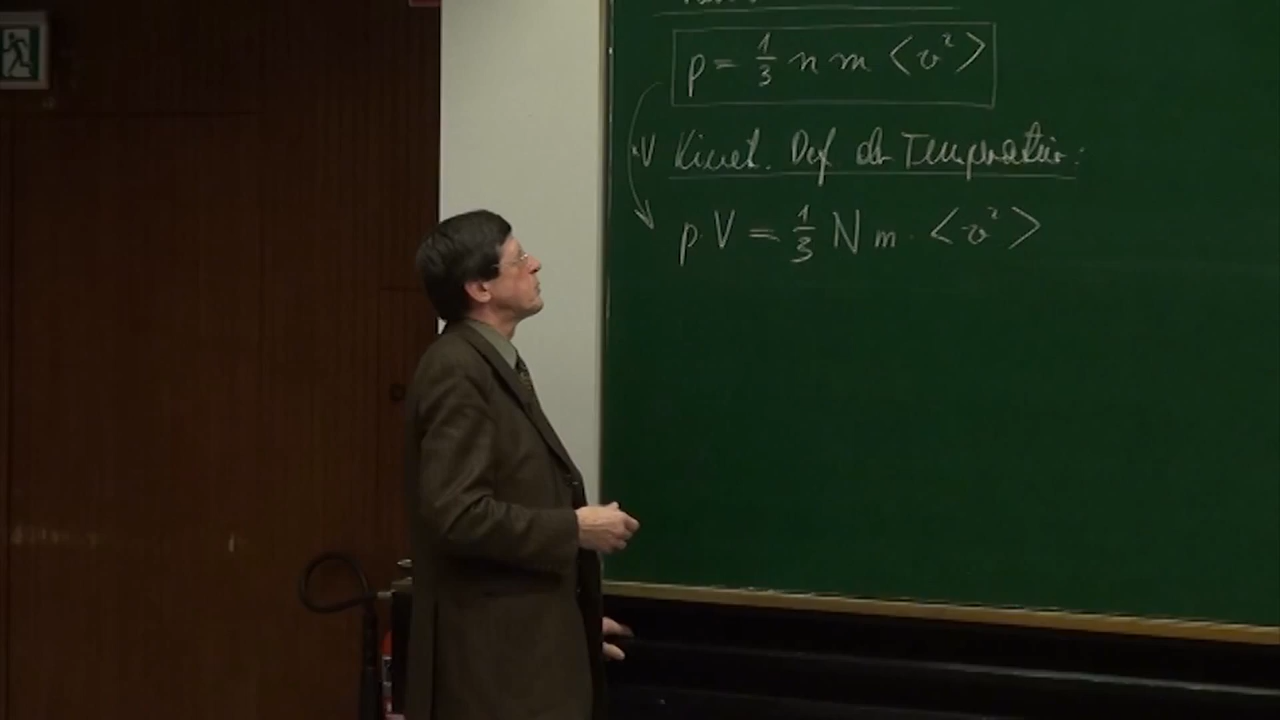 p = 1/3 n m <v²>
·V Kinet. Def der Temperatur:
p·V = 1/3 N m · <v²>